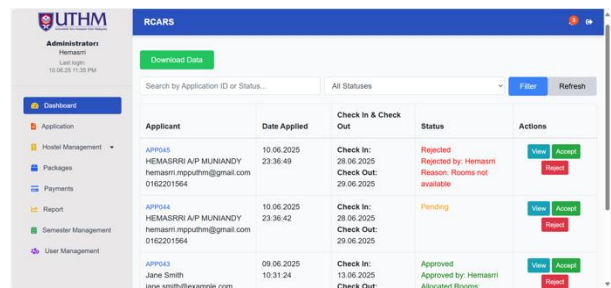 UTHM
RCARS
3
Administrator:
Hemasrri
Last login:
10.06.25 11:35 PM
Dashboard
Application
Hostel Management
Packages
Payments
Report
Semester Management
User Management
Download Data
Search by Application ID or Status...
All Statuses
Filter
Refresh
Applicant
Date Applied
Check in & Check Out
Status
Actions
APP045
HEMASRRI A/P MUNIANDY
hemasrri.mpputhm@gmail.com
0162201564
10.06.2025
23:36:49
Check In:
28.06.2025
Check Out:
29.06.2025
Rejected
Rejected by: Hemasrri
Reason: Rooms not
available
View
Accept
Reject
APP044
HEMASRRI A/P MUNIANDY
hemasrri.mpputhm@gmail.com
0162201564
10.06.2025
23:36:42
Check In:
28.06.2025
Check Out:
29.06.2025
Pending
View
Accept
Reject
APP043
Jane Smith
jane.smith@example.com
09.06.2025
10:31:24
Check In:
13.06.2025
Check Out:
Approved
Approved by: Hemasrri
Allocated Rooms:
View
Accept
Reject